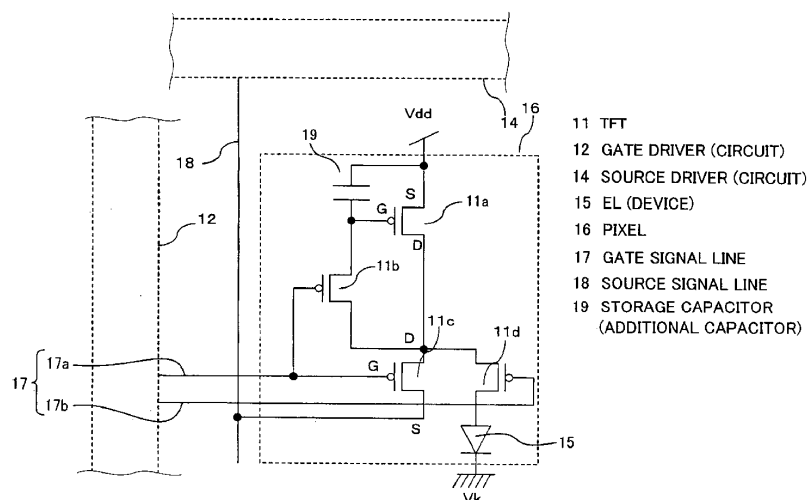 14
16
Vdd
19
18
S
G
11a
12
D
11b
D
11c
11d
G
17a
17
17b
S
15
Vk
11 TFT
12 GATE DRIVER (CIRCUIT)
14 SOURCE DRIVER (CIRCUIT)
15 EL (DEVICE)
16 PIXEL
17 GATE SIGNAL LINE
18 SOURCE SIGNAL LINE
19 STORAGE CAPACITOR
(ADDITIONAL CAPACITOR)